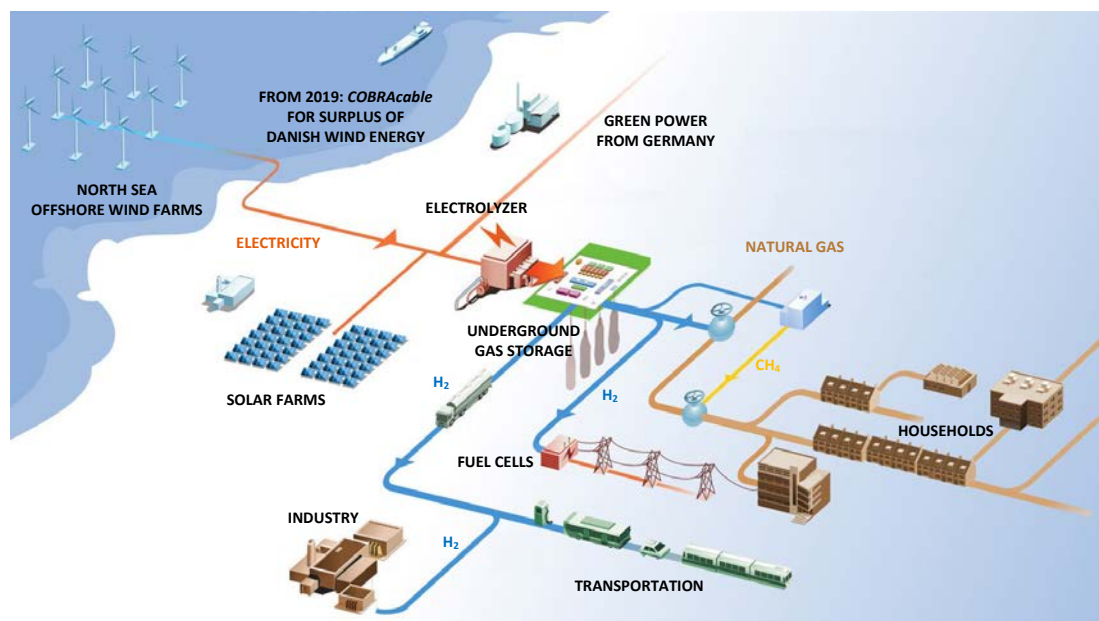 FROM 2019: COBRAcable
FOR SURPLUS OF
DANISH WIND ENERGY
GREEN POWER
FROM GERMANY
NORTH SEA
OFFSHORE WIND FARMS
ELECTROLYZER
ELECTRICITY
NATURAL GAS
UNDERGROUND
GAS STORAGE
CH₄
H₂
H₂
SOLAR FARMS
HOUSEHOLDS
FUEL CELLS
INDUSTRY
H₂
TRANSPORTATION